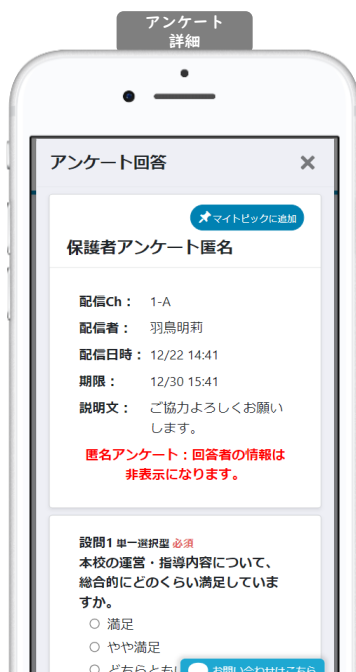 アンケート
詳細
アンケート回答
×
マイトピックに追加
保護者アンケート匿名
配信Ch： 1-A
配信者： 羽鳥明莉
配信日時： 12/22 14:41
期限： 12/30 15:41
説明文： ご協力よろしくお願い
します。
匿名アンケート：回答者の情報は
非表示になります。
設問1 単一選択型 必須
本校の運営・指導内容について、
総合的にどのくらい満足していま
すか。
満足
やや満足
どちらとも
お問い合わせはこちら